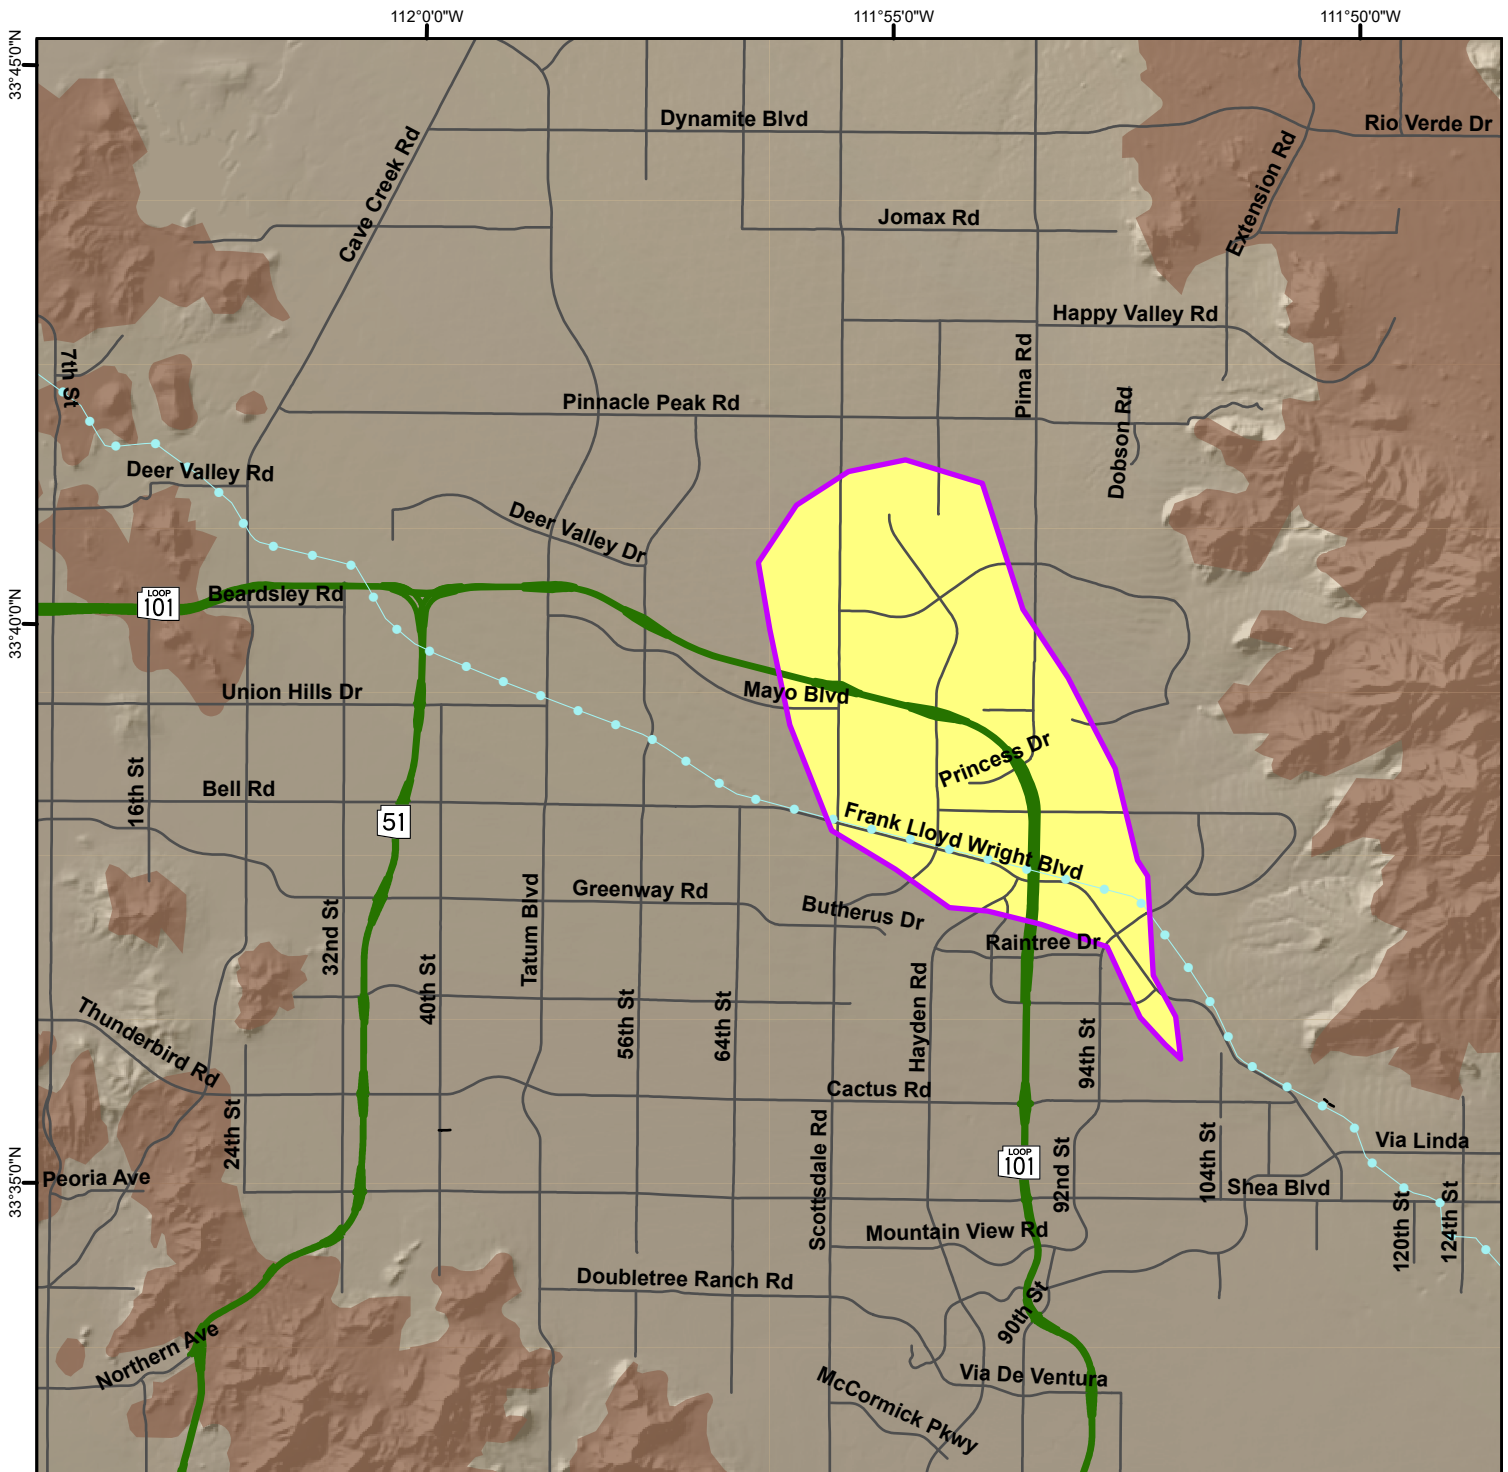 112°0'0"W
111°55'0"W
111°50'0"W
33°45'0"N
Dynamite Blvd
Rio Verde Dr
Cave Creek Rd
Extension Rd
Jomax Rd
Happy Valley Rd
7th St
Pima Rd
Pinnacle Peak Rd
Dobson Rd
Deer Valley Rd
Deer Valley Dr
33°40'0"N
LOOP
101
Beardsley Rd
Union Hills Dr
Mayo Blvd
Princess Dr
16th St
Bell Rd
51
Frank Lloyd Wright Blvd
Greenway Rd
Butherus Dr
32nd St
40th St
Tatum Blvd
Raintree Dr
56th St
64th St
Hayden Rd
94th St
Thunderbird Rd
Cactus Rd
24th St
Scottsdale Rd
92nd St
104th St
Via Linda
33°35'0"N
Peoria Ave
LOOP
101
Shea Blvd
120th St
124th St
Mountain View Rd
Doubletree Ranch Rd
90th St
Northern Ave
Via De Ventura
McCormick Pkwy